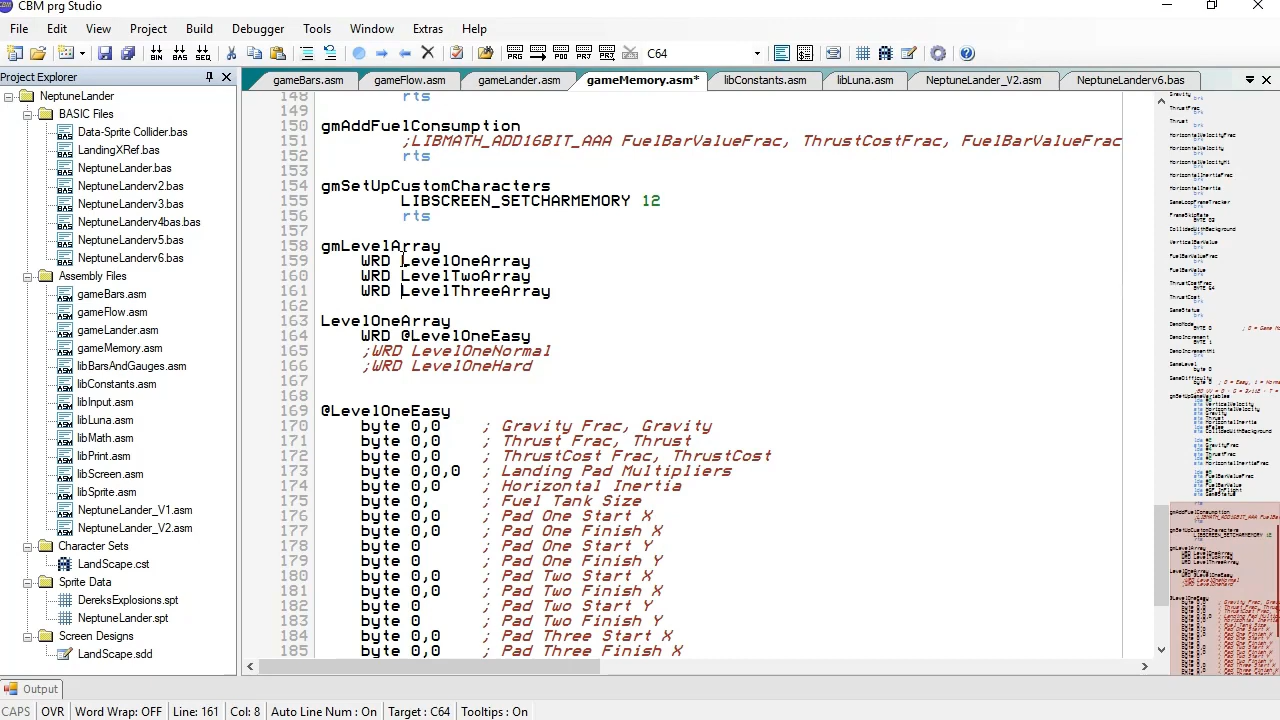 CBM prg Studio
File Edit View Project Build Debugger Tools Window Extras Help
C64
Project Explorer
gameBars.asm gameFlow.asm gameLander.asm gameMemory.asm* libConstants.asm libLuna.asm NeptuneLander_V2.asm NeptuneLanderv6.bas
NeptuneLander
BASIC Files
Data-Sprite Collider.bas
LandingXRef.bas
NeptuneLander.bas
NeptuneLanderv2.bas
NeptuneLanderv3.bas
NeptuneLanderv4bas.bas
NeptuneLanderv5.bas
NeptuneLanderv6.bas
Assembly Files
gameBars.asm
gameFlow.asm
gameLander.asm
gameMemory.asm
libBarsAndGauges.asm
libConstants.asm
libInput.asm
libLuna.asm
libMath.asm
libPrint.asm
libScreen.asm
libSprite.asm
NeptuneLander_V1.asm
NeptuneLander_V2.asm
Character Sets
LandScape.cst
Sprite Data
DereksExplosions.spt
NeptuneLander.spt
Screen Designs
LandScape.sdd
148 rts
149
150 gmAddFuelConsumption
151 ;LIBMATH_ADD16BIT_AAA FuelBarValueFrac, ThrustCostFrac, FuelBarValueFrac
152 rts
153
154 gmSetUpCustomCharacters
155 LIBSCREEN_SETCHARMEMORY 12
156 rts
157
158 gmLevelArray
159 WRD LevelOneArray
160 WRD LevelTwoArray
161 WRD LevelThreeArray
162
163 LevelOneArray
164 WRD @LevelOneEasy
165 ;WRD LevelOneNormal
166 ;WRD LevelOneHard
167
168
169 @LevelOneEasy
170 byte 0,0 ; Gravity Frac, Gravity
171 byte 0,0 ; Thrust Frac, Thrust
172 byte 0,0 ; ThrustCost Frac, ThrustCost
173 byte 0,0,0 ; Landing Pad Multipliers
174 byte 0,0 ; Horizontal Inertia
175 byte 0, ; Fuel Tank Size
176 byte 0,0 ; Pad One Start X
177 byte 0,0 ; Pad One Finish X
178 byte 0 ; Pad One Start Y
179 byte 0 ; Pad One Finish Y
180 byte 0,0 ; Pad Two Start X
181 byte 0,0 ; Pad Two Finish X
182 byte 0 ; Pad Two Start Y
183 byte 0 ; Pad Two Finish Y
184 byte 0,0 ; Pad Three Start X
185 byte 0,0 ; Pad Three Finish X
Output
CAPS OVR Word Wrap: OFF Line: 161 Col: 8 Auto Line Num : On Target : C64 Tooltips : On